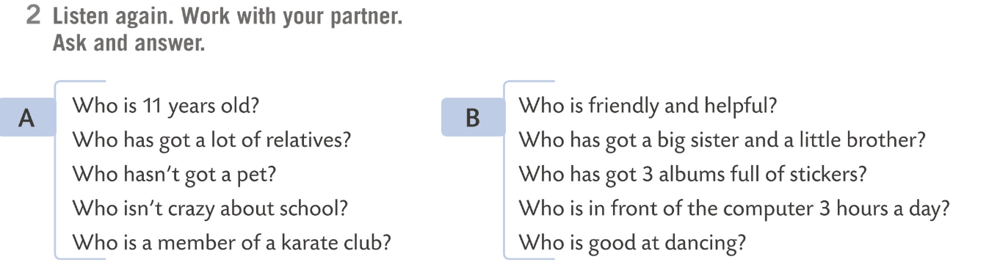 2 Listen again. Work with your partner.
Ask and answer.
A
Who is 11 years old?
Who has got a lot of relatives?
Who hasn't got a pet?
Who isn't crazy about school?
Who is a member of a karate club?
B
Who is friendly and helpful?
Who has got a big sister and a little brother?
Who has got 3 albums full of stickers?
Who is in front of the computer 3 hours a day?
Who is good at dancing?